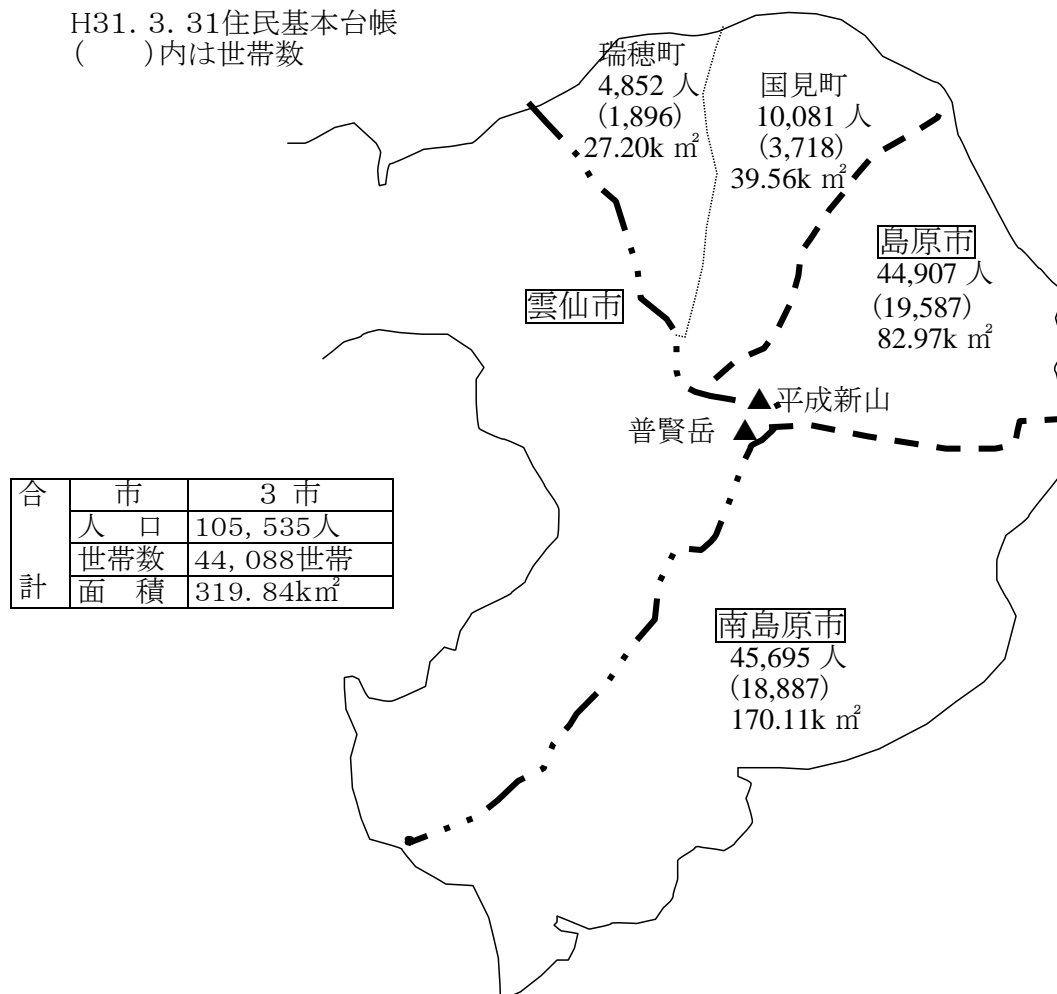 H31.3.31住民基本台帳
(　　)内は世帯数
瑞穂町
4,852 人
(1,896)
27.20k ㎡
国見町
10,081 人
(3,718)
39.56k ㎡
島原市
44,907 人
(19,587)
82.97k ㎡
雲仙市
▲平成新山
普賢岳 ▲
合計
市 3 市
人 口 105,535人
世帯数 44,088世帯
面 積 319.84k㎡
南島原市
45,695 人
(18,887)
170.11k ㎡